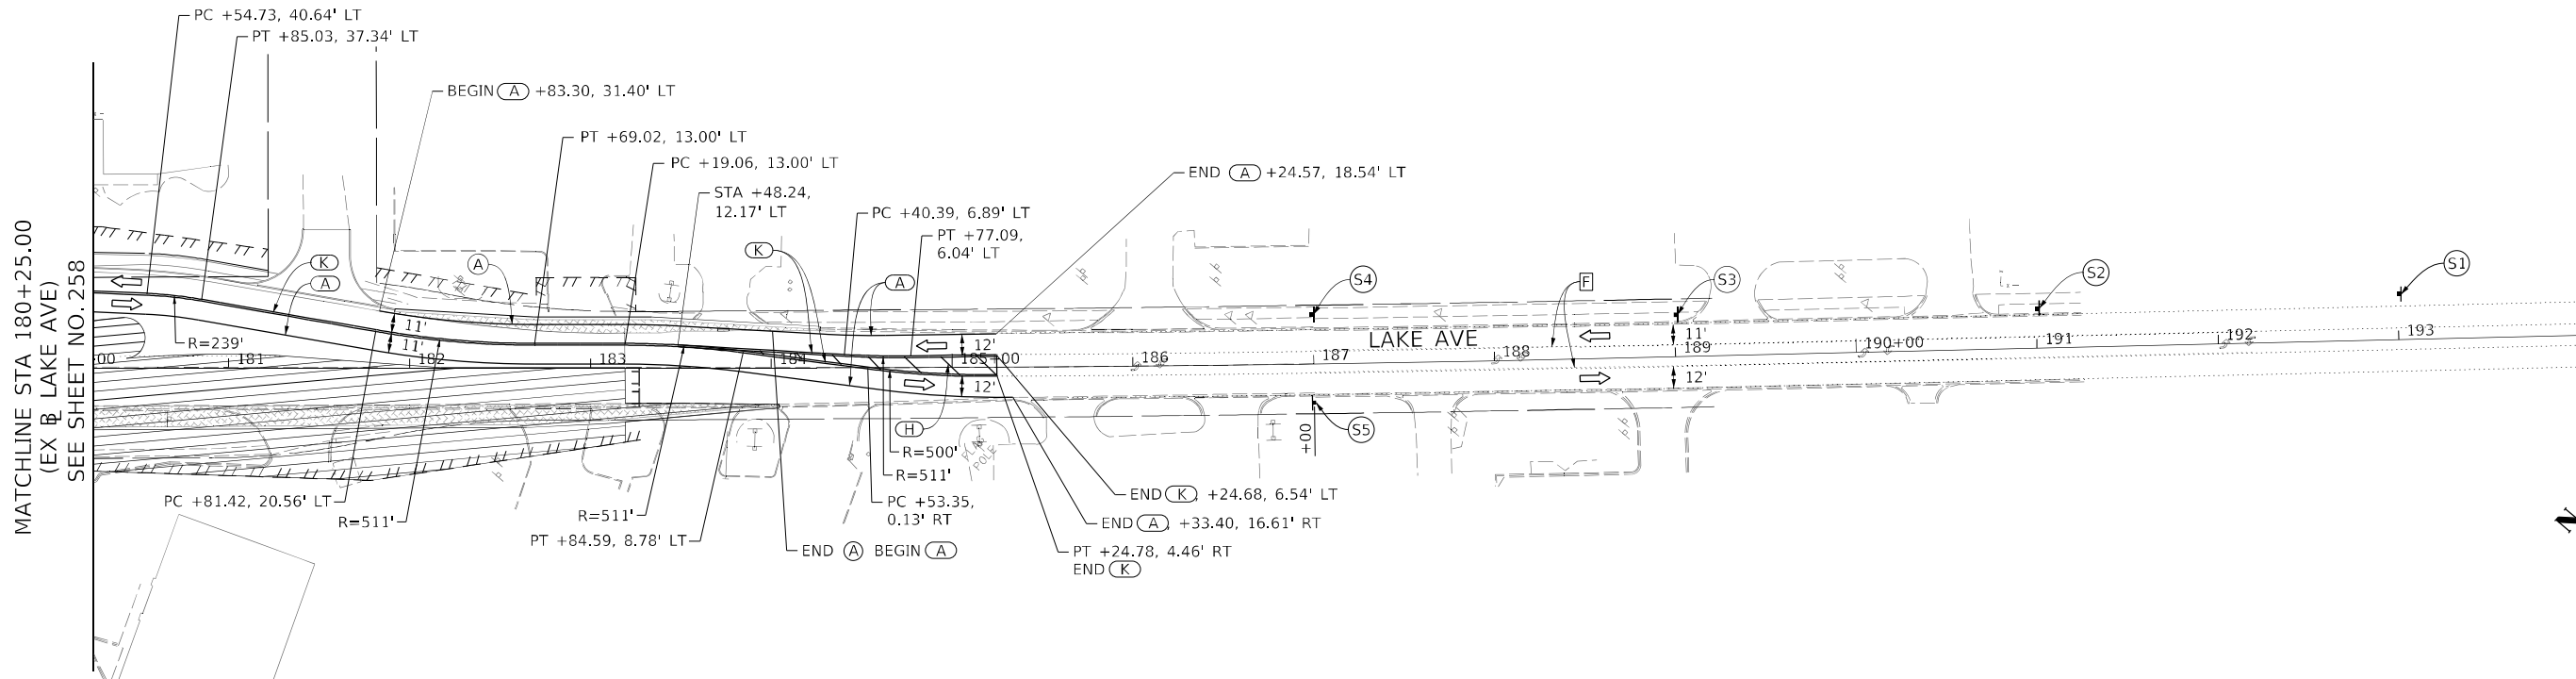 PC +54.73, 40.64' LT
PT +85.03, 37.34' LT
BEGIN A +83.30, 31.40' LT
PT +69.02, 13.00' LT
PC +19.06, 13.00' LT
STA +48.24,
12.17' LT
END A +24.57, 18.54' LT
PC +40.39, 6.89' LT
PT +77.09,
6.04' LT
MATCHLINE STA 180+25.00
(EX BL LAKE AVE)
SEE SHEET NO. 258
K
A
A
K
A
S4
F
S3
S2
S1
11'
11'
12'
LAKE AVE
11'
R=239'
00
181
182
183
184
185+00
186
187
188
189
190+00
191
192
193
12'
12'
H
PLAN
POLE
+00
S5
R=500'
R=511'
PC +81.42, 20.56' LT
R=511'
R=511'
PT +84.59, 8.78' LT
PC +53.35,
0.13' RT
END A BEGIN A
END K, +24.68, 6.54' LT
END A, +33.40, 16.61' RT
PT +24.78, 4.46' RT
END K
N